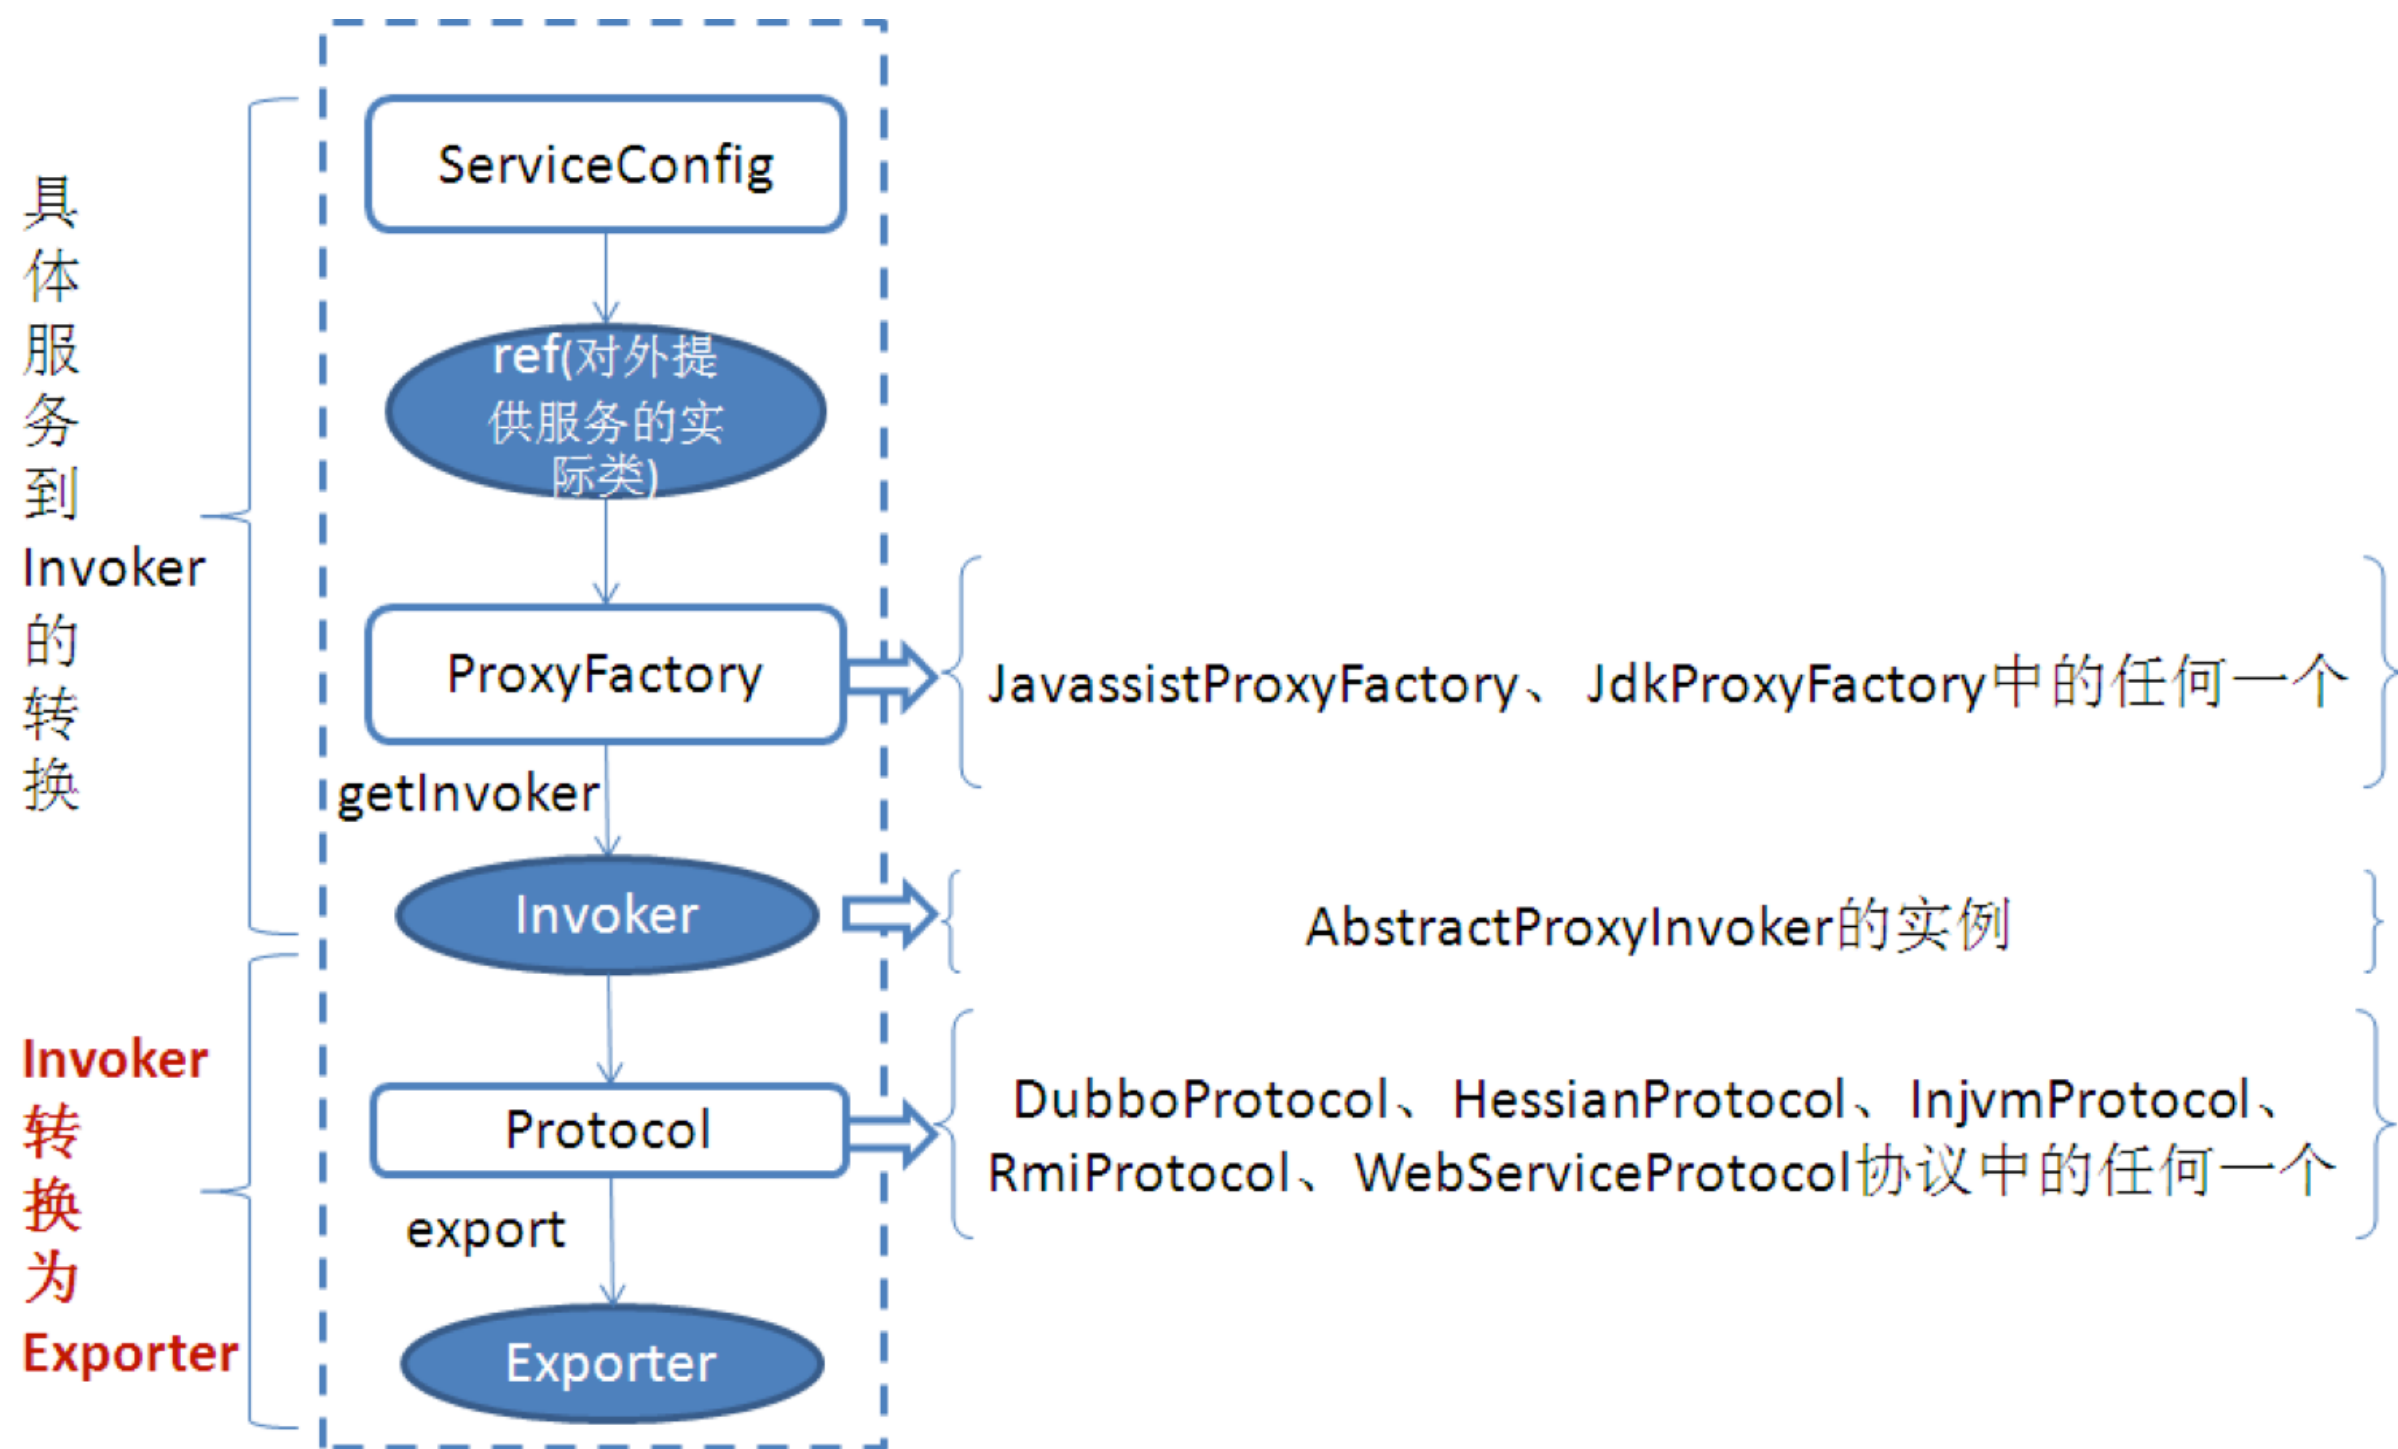 具
体
服
务
到
Invoker
的
转
换
Invoker
转
换
为
Exporter
ServiceConfig
ref(对外提
供服务的实
际类)
ProxyFactory
getInvoker
Invoker
Protocol
export
Exporter
JavassistProxyFactory、JdkProxyFactory中的任何一个
AbstractProxyInvoker的实例
DubboProtocol、HessianProtocol、InjvmProtocol、
RmiProtocol、WebServiceProtocol协议中的任何一个